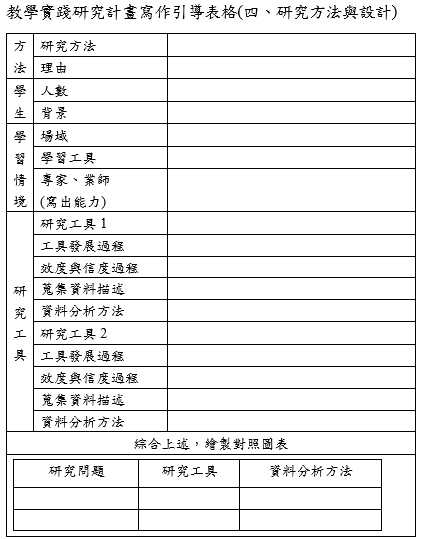 教學實踐研究計畫寫作引導表格(四、研究方法與設計)
方法
研究方法
理由
學生
人數
背景
學習情境
場域
學習工具
專家、業師
(寫出能力)
研究工具
研究工具 1
工具發展過程
效度與信度過程
蒐集資料描述
資料分析方法
研究工具 2
工具發展過程
效度與信度過程
蒐集資料描述
資料分析方法
綜合上述，繪製對照圖表
研究問題 研究工具 資料分析方法